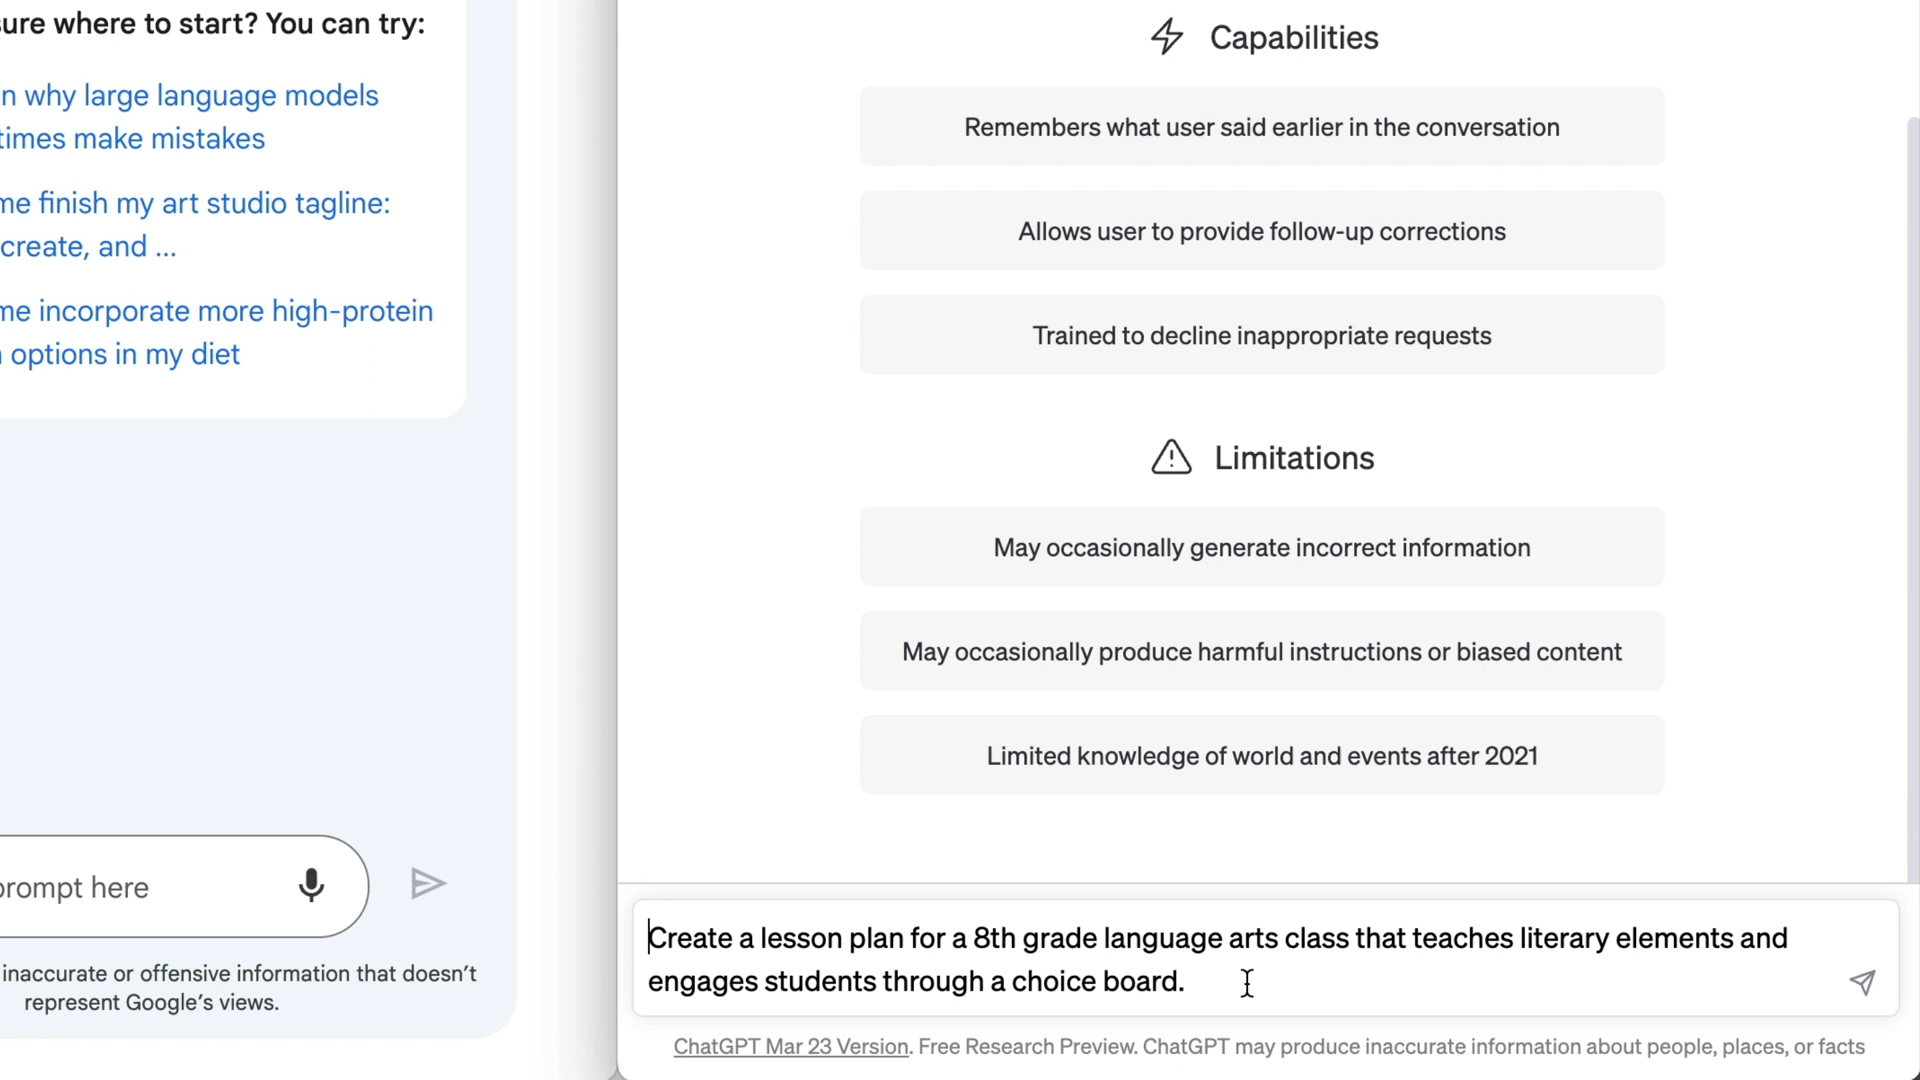 sure where to start? You can try:
n why large language models
times make mistakes
me finish my art studio tagline:
create, and ...
me incorporate more high-protein
options in my diet
prompt here
inaccurate or offensive information that doesn't
represent Google's views.
Capabilities
Remembers what user said earlier in the conversation
Allows user to provide follow-up corrections
Trained to decline inappropriate requests
Limitations
May occasionally generate incorrect information
May occasionally produce harmful instructions or biased content
Limited knowledge of world and events after 2021
Create a lesson plan for a 8th grade language arts class that teaches literary elements and
engages students through a choice board.
ChatGPT Mar 23 Version. Free Research Preview. ChatGPT may produce inaccurate information about people, places, or facts